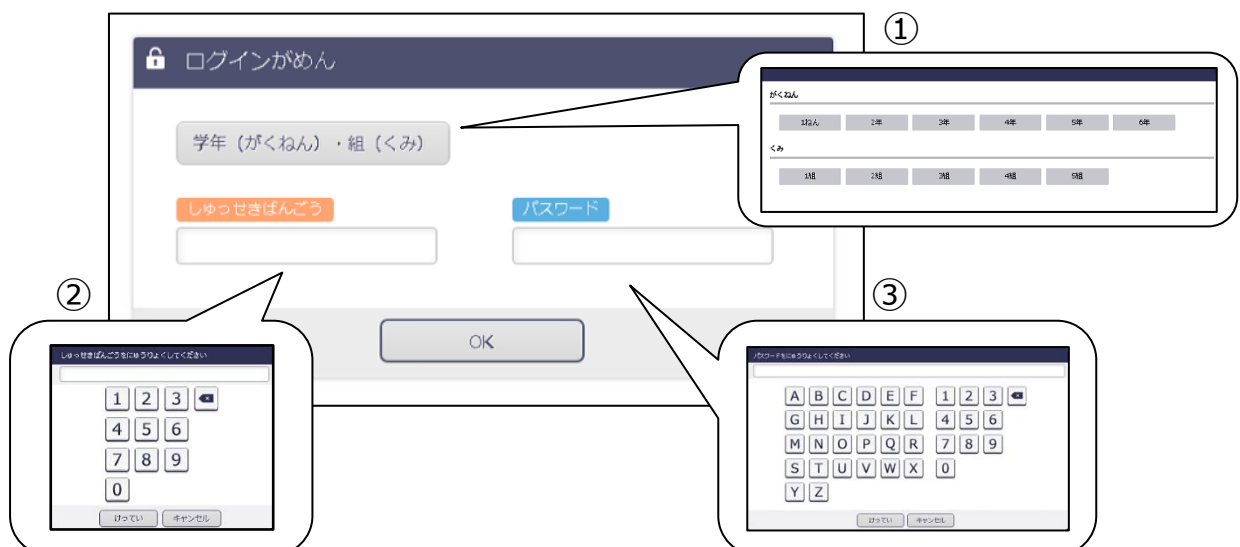 ①
ログインがめん
がくねん
1ねん 2年 3年 4年 5年 6年
くみ
1組 2組 3組 4組 5組
学年（がくねん）・組（くみ）
しゅっせきばんごう パスワード
OK
②
しゅっせきばんごうをにゅうりょくしてください
1 2 3
4 5 6
7 8 9
0
けってい キャンセル
③
パスワードをにゅうりょくしてください
A B C D E F 1 2 3
G H I J K L 4 5 6
M N O P Q R 7 8 9
S T U V W X 0
Y Z
けってい キャンセル